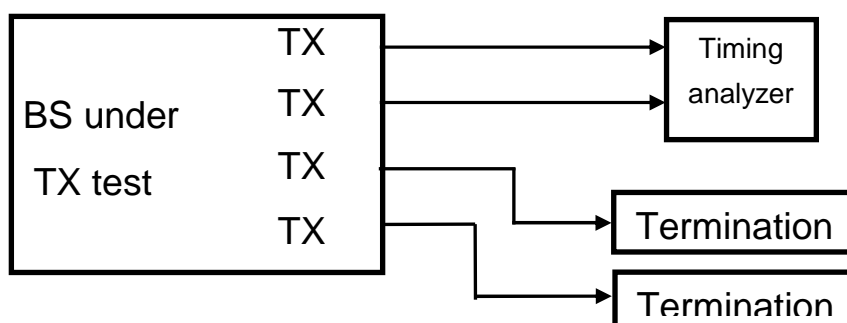 TX
Timing
analyzer
TX
BS under
TX
TX test
TX
Termination
Termination